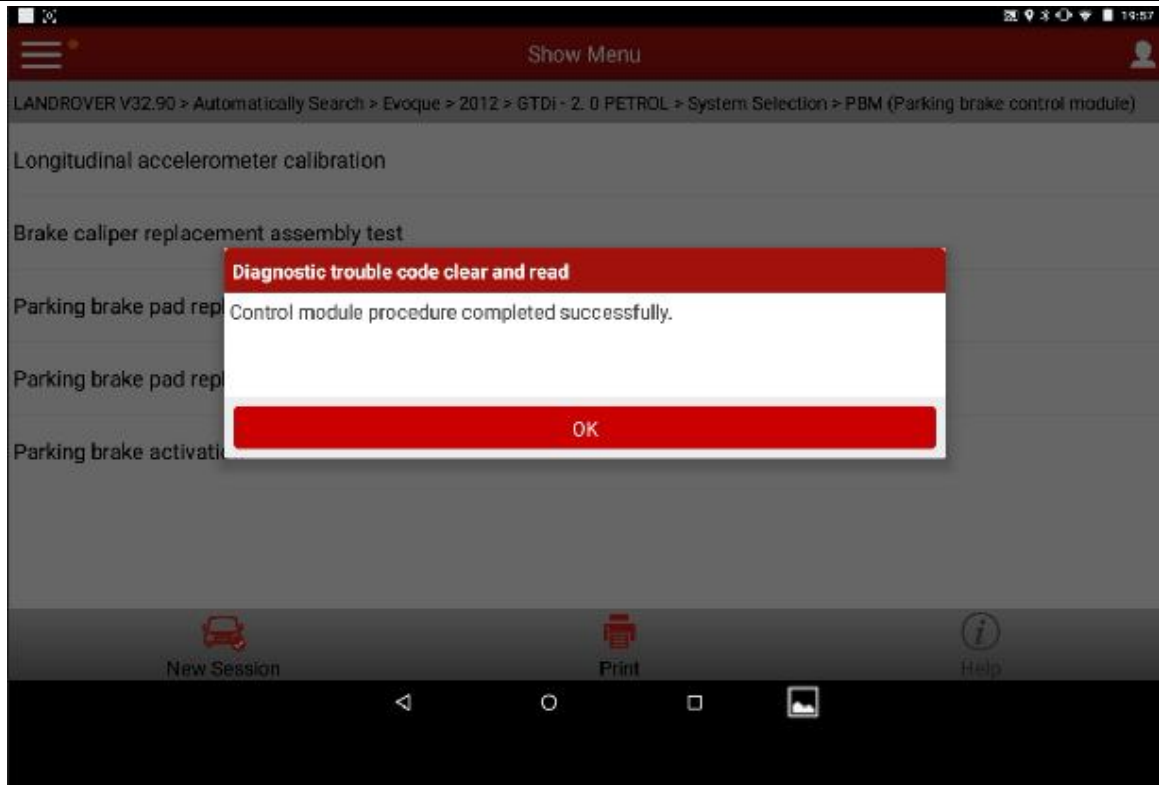 19:57
Show Menu
LANDROVER V32.90 > Automatically Search > Evoque > 2012 > GTDi - 2. 0 PETROL > System Selection > PBM (Parking brake control module)
Longitudinal accelerometer calibration
Brake caliper replacement assembly test
Diagnostic trouble code clear and read
Parking brake pad repl
Control module procedure completed successfully.
Parking brake pad repl
OK
Parking brake activati
New Session
Print
Help